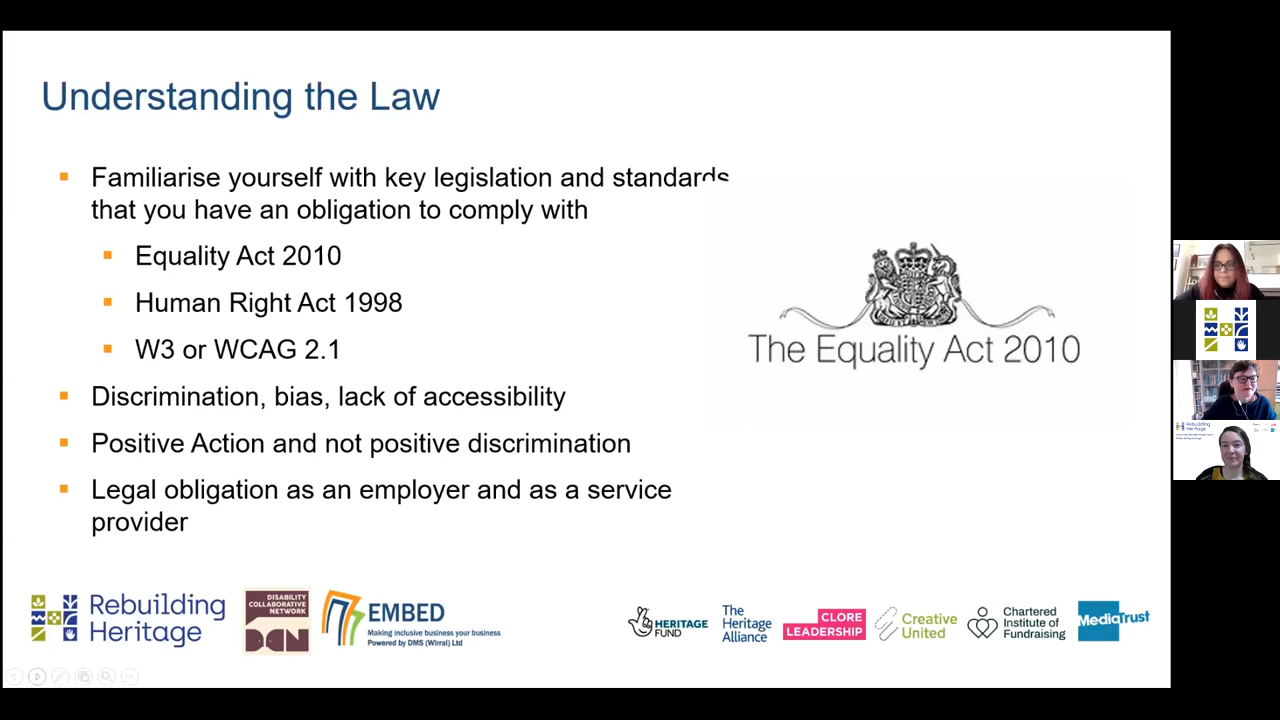 Understanding the Law
Familiarise yourself with key legislation and standards
that you have an obligation to comply with
Equality Act 2010
Human Right Act 1998
W3 or WCAG 2.1
Discrimination, bias, lack of accessibility
Positive Action and not positive discrimination
Legal obligation as an employer and as a service
provider
The Equality Act 2010
Rebuilding
Heritage
DISABILITY
COLLABORATIVE
NETWORK
DCN
EMBED
Making inclusive business your business
Powered by DMS (Wirral) Ltd
HERITAGE
FUND
The
Heritage
Alliance
CLORE
LEADERSHIP
Creative
United
Chartered
Institute of
Fundraising
MediaTrust
Rebuilding
Heritage